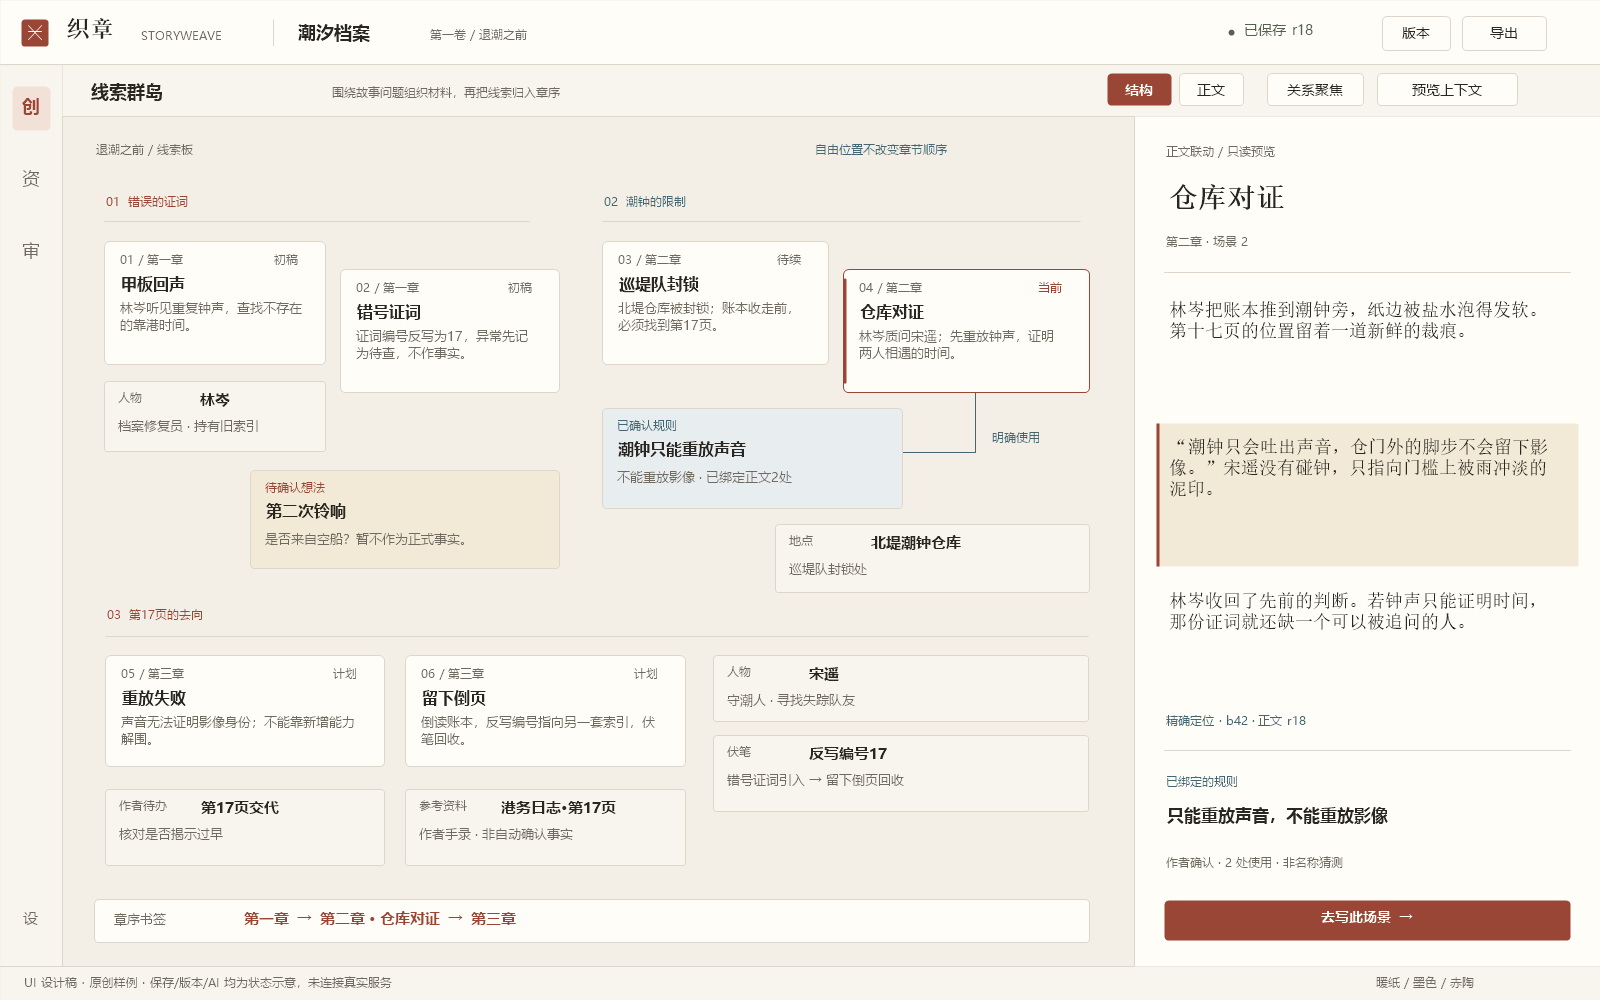 织章
STORYWEAVE
潮汐档案
第一卷 / 退潮之前
● 已保存 r18
版本
导出
创
资
审
设
线索群岛
围绕故事问题组织材料，再把线索归入章序
结构
正文
关系聚焦
预览上下文
退潮之前 / 线索板
自由位置不改变章节顺序
01 错误的证词
01 / 第一章
初稿
甲板回声
林岑听见重复钟声，查找不存在
的靠港时间。
02 / 第一章
初稿
错号证词
证词编号反写为17，异常先记
为待查，不作事实。
人物
林岑
档案修复员 · 持有旧索引
待确认想法
第二次铃响
是否来自空船？暂不作为正式事实。
02 潮钟的限制
03 / 第二章
待续
巡堤队封锁
北堤仓库被封锁；账本收走前，
必须找到第17页。
04 / 第二章
当前
仓库对证
林岑质问宋遥；先重放钟声，证明
两人相遇的时间。
已确认规则
潮钟只能重放声音
不能重放影像 · 已绑定正文2处
明确使用
地点
北堤潮钟仓库
巡堤队封锁处
03 第17页的去向
05 / 第三章
计划
重放失败
声音无法证明影像身份；不能靠新增能力
解围。
06 / 第三章
计划
留下倒页
倒读账本，反写编号指向另一套索引，伏
笔回收。
人物
宋遥
守潮人 · 寻找失踪队友
伏笔
反写编号17
错号证词引入 → 留下倒页回收
作者待办
第17页交代
核对是否揭示过早
参考资料
港务日志·第17页
作者手录 · 非自动确认事实
章序书签
第一章 → 第二章 · 仓库对证 → 第三章
正文联动 / 只读预览
仓库对证
第二章 · 场景 2
林岑把账本推到潮钟旁，纸边被盐水泡得发软。
第十七页的位置留着一道新鲜的裁痕。
“潮钟只会吐出声音，仓门外的脚步不会留下影
像。”宋遥没有碰钟，只指向门槛上被雨冲淡的
泥印。
林岑收回了先前的判断。若钟声只能证明时间，
那份证词就还缺一个可以被追问的人。
精确定位 · b42 · 正文 r18
已绑定的规则
只能重放声音，不能重放影像
作者确认 · 2 处使用 · 非名称猜测
去写此场景 →
UI 设计稿 · 原创样例 · 保存/版本/AI 均为状态示意，未连接真实服务
暖纸 / 墨色 / 赤陶